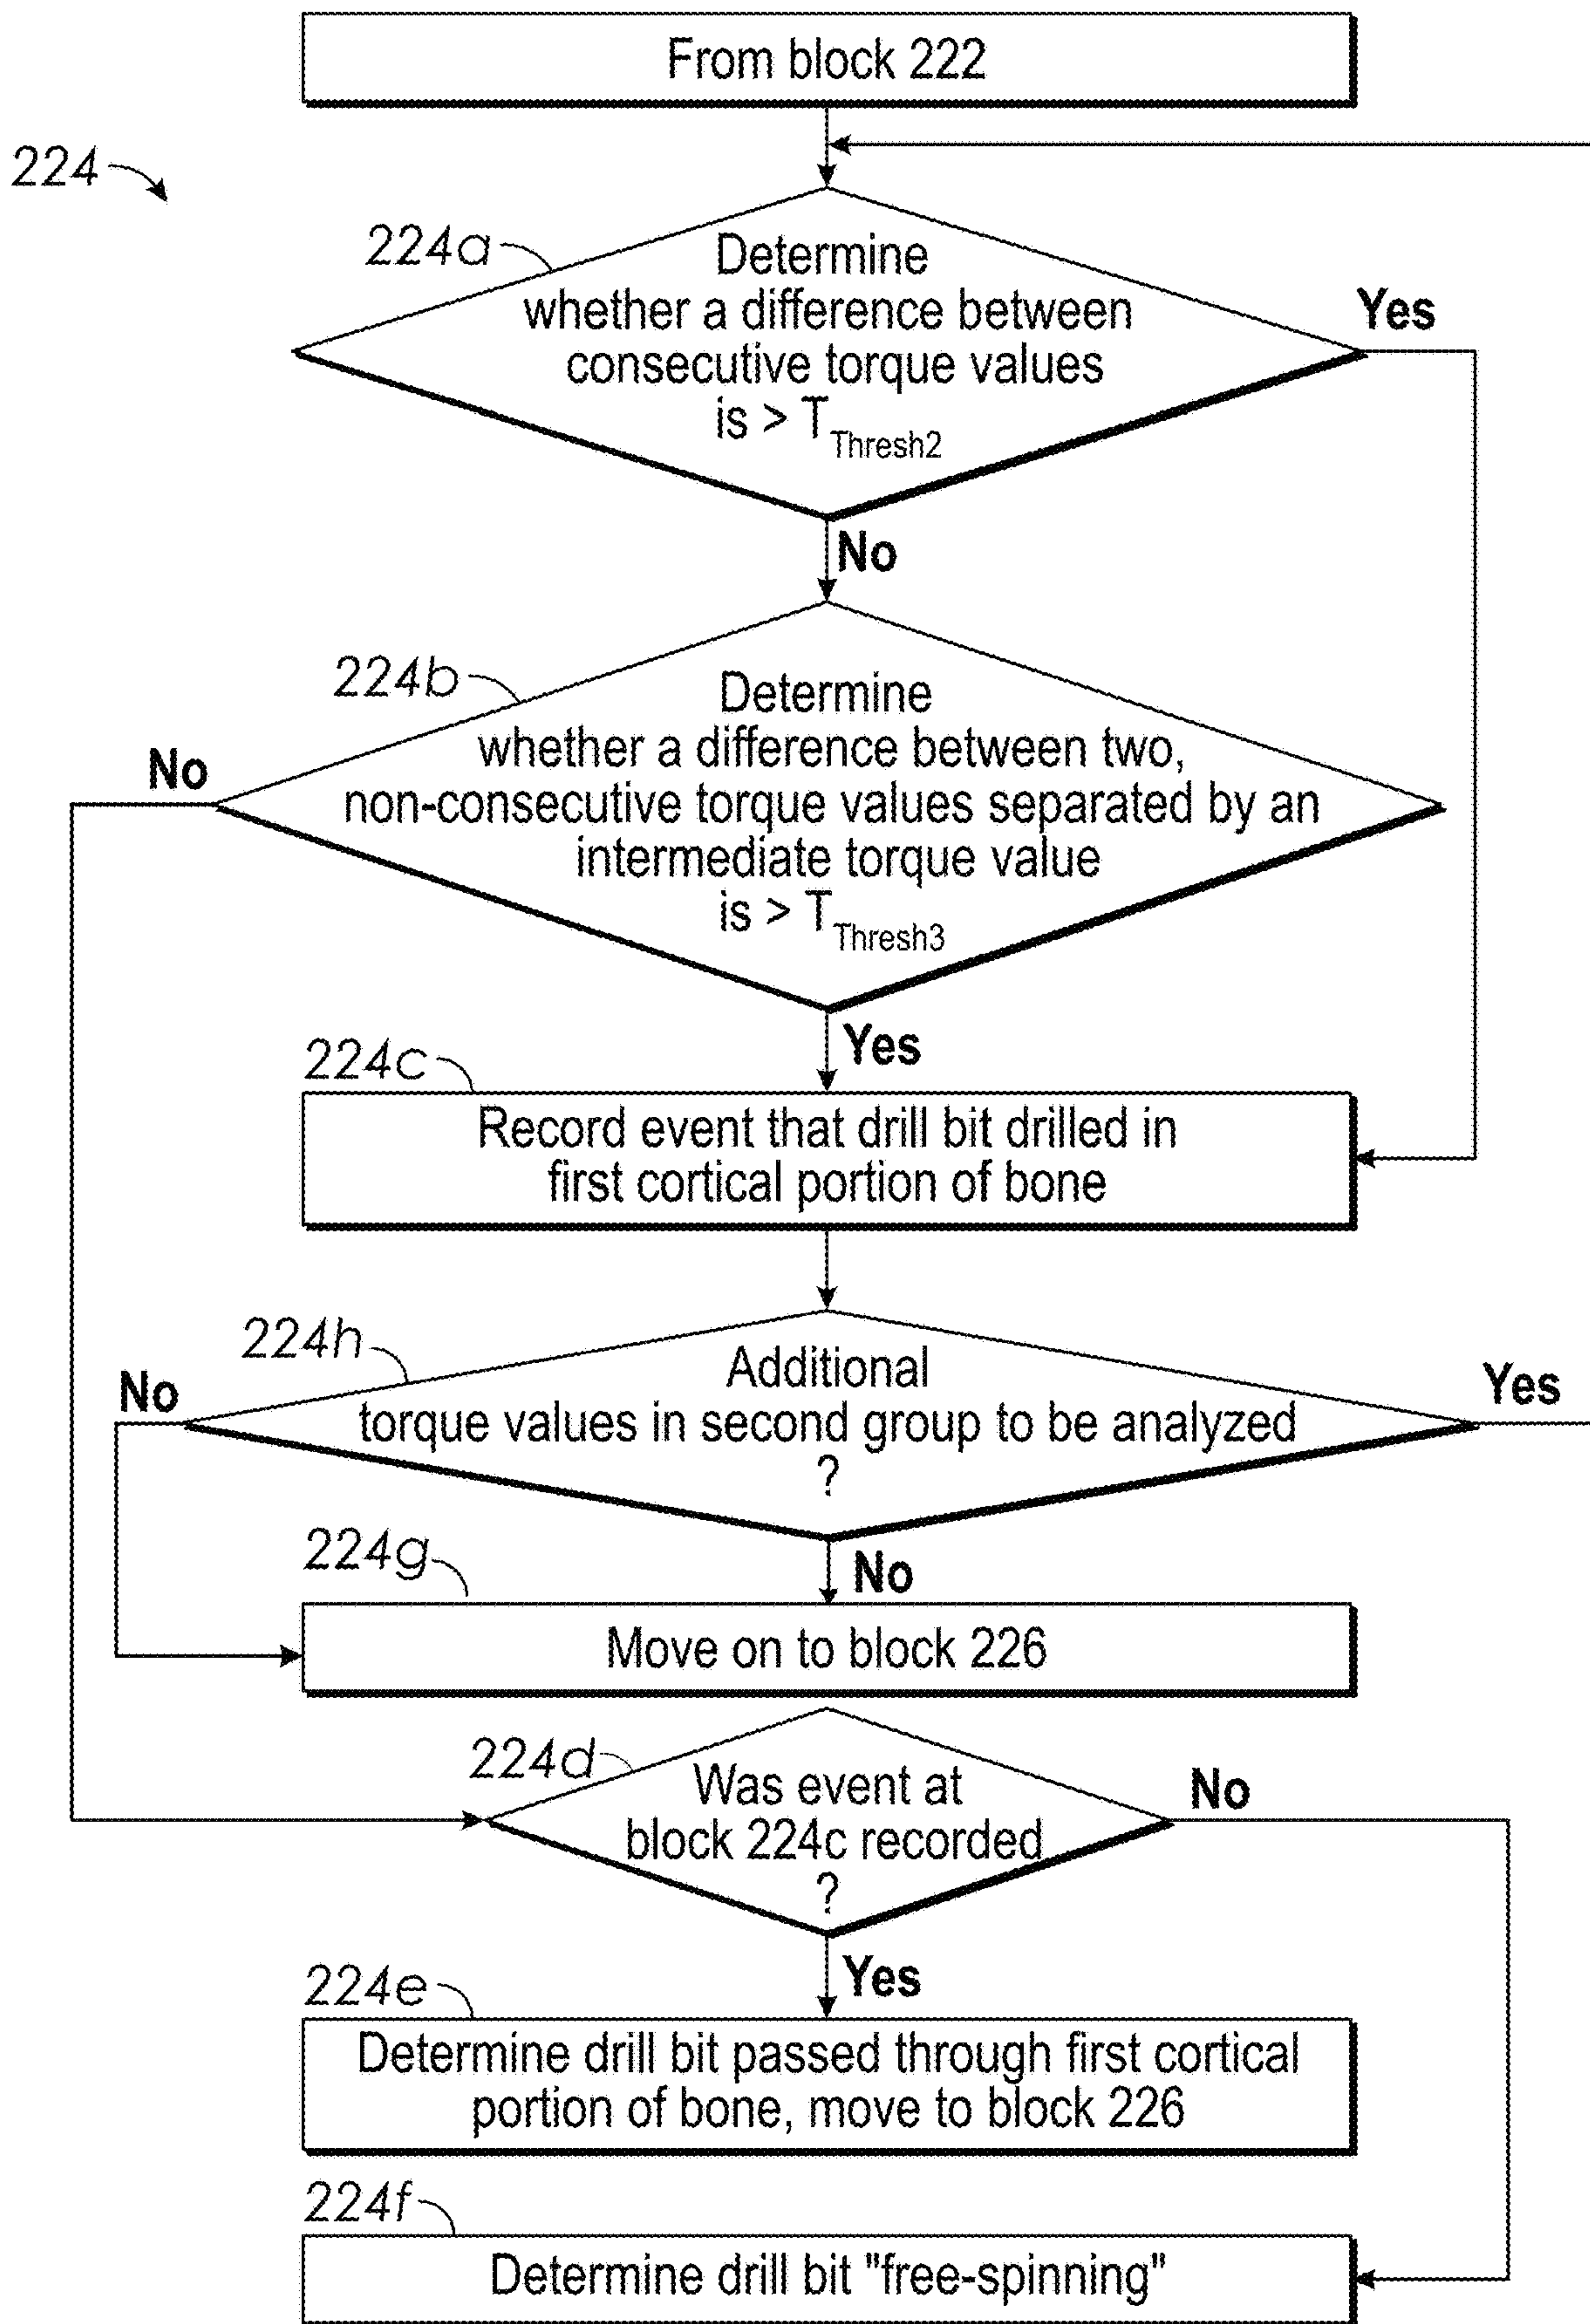 From block 222
224
224a
Determine
whether a difference between
consecutive torque values
is > T Thresh2
Yes
No
224b
Determine
whether a difference between two,
non-consecutive torque values separated by an
intermediate torque value
is > T Thresh3
No
Yes
224c
Record event that drill bit drilled in
first cortical portion of bone
224h
Additional
torque values in second group to be analyzed
?
No
Yes
224g
No
Move on to block 226
224d
Was event at
block 224c recorded
?
No
Yes
224e
Determine drill bit passed through first cortical
portion of bone, move to block 226
224f
Determine drill bit "free-spinning"